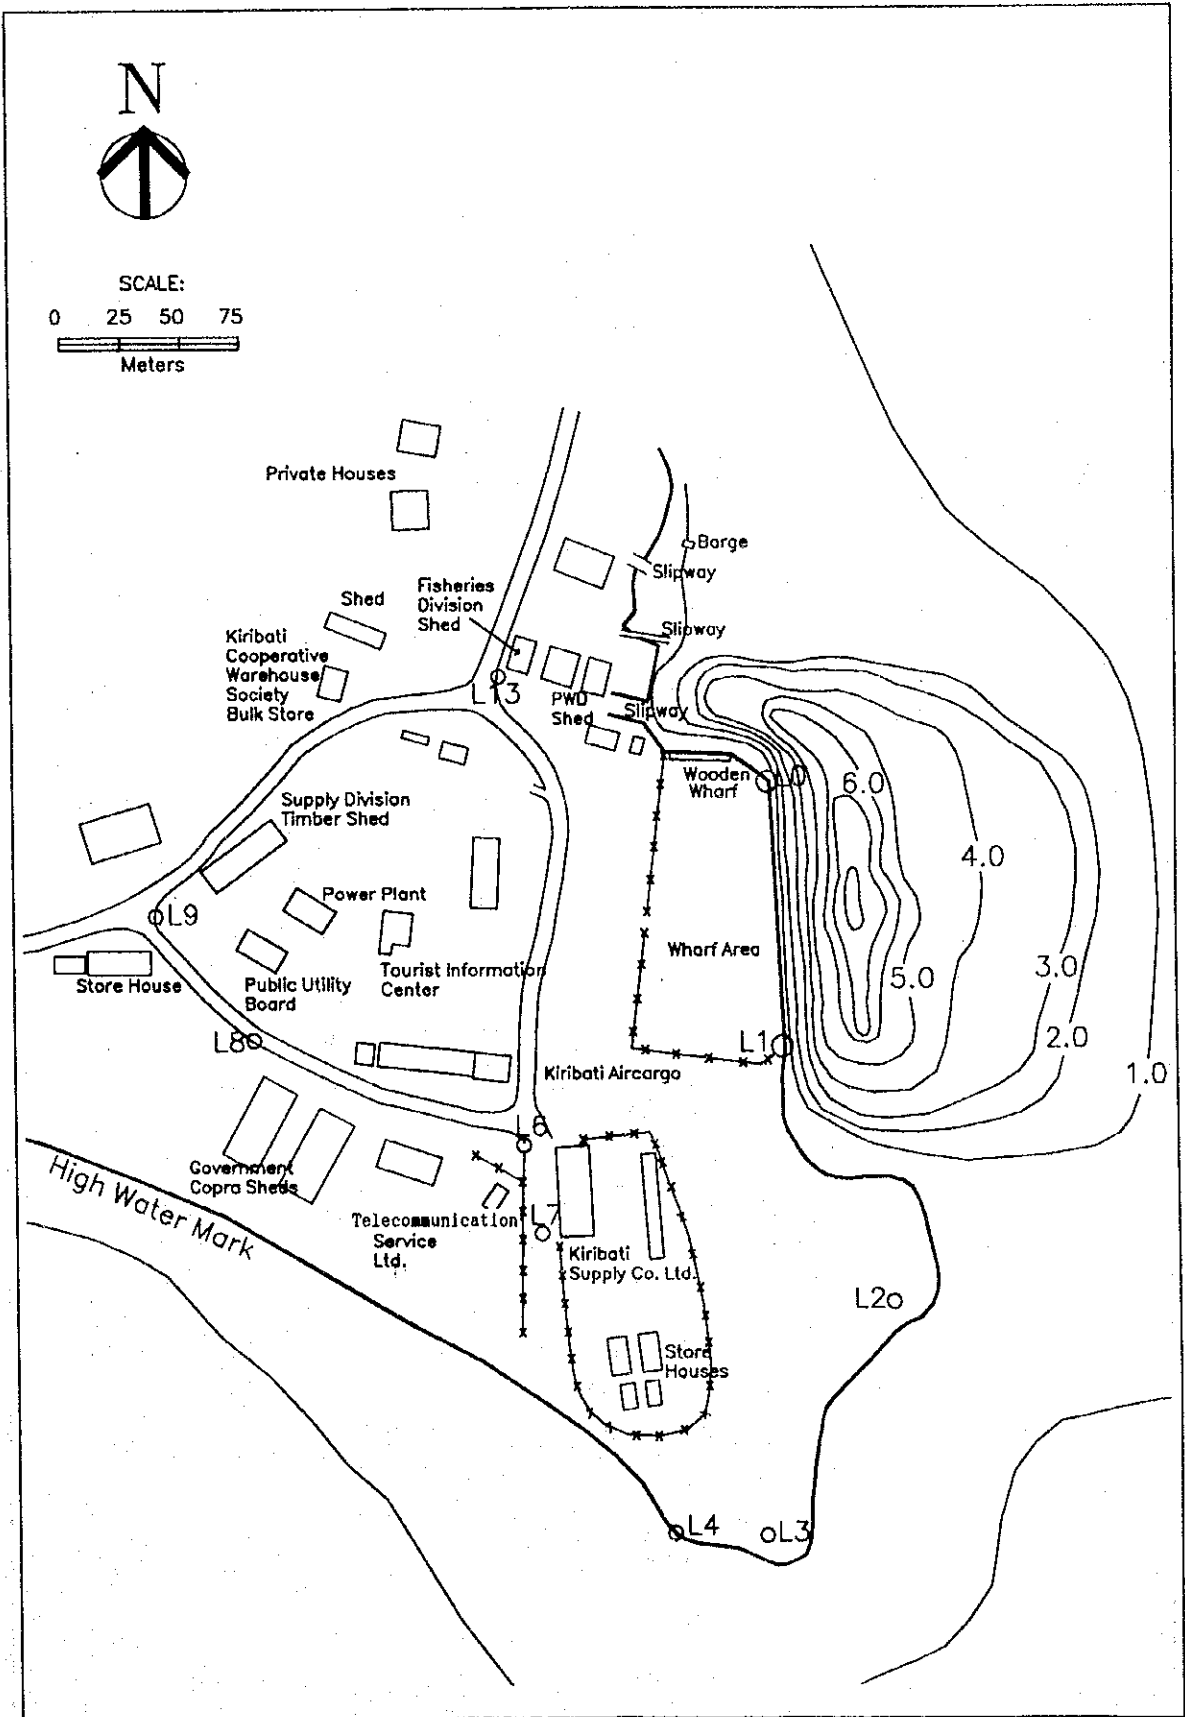 N
SCALE:
0 25 50 75
Meters
Private Houses
Barge
Slipway
Fisheries
Division
Shed
Shed
Slipway
Kiribati
Cooperative
Warehouse
Society
Bulk Store
L13
PWD
Shed
Slipway
Wooden
Wharf
L0
6.0
Supply Division
Timber Shed
4.0
Power Plant
L9
Wharf Area
Tourist Information
Center
3.0
5.0
Store House
Public Utility
Board
L8
L1
2.0
Kiribati Aircargo
1.0
L6
High Water Mark
Government
Copra Sheds
Telecommunication
Service
Ltd.
L7
Kiribati
Supply Co. Ltd.
L2
Store
Houses
L4
L3